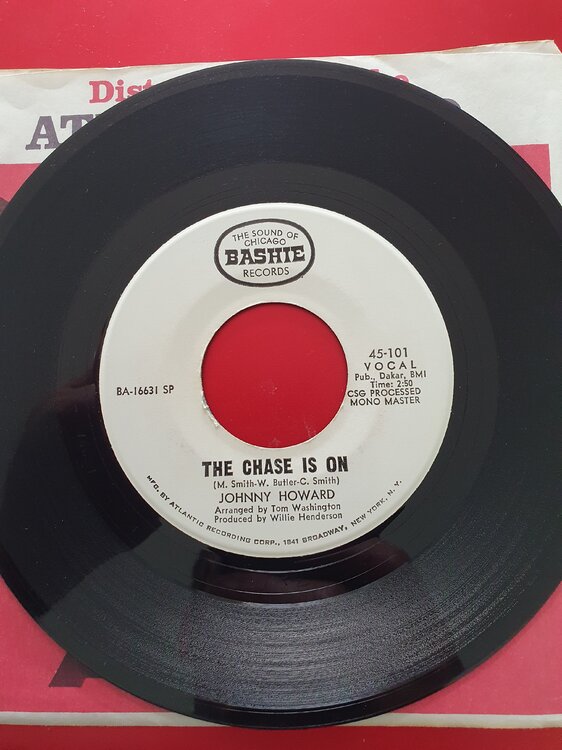 THE SOUND OF
CHICAGO
BASHIE
RECORDS
45-101
VOCAL
Pub., Dakar, BMI
Time: 2:50
CSG PROCESSED
MONO MASTER
BA-16631 SP
THE CHASE IS ON
(M. Smith-W. Butler-C. Smith)
JOHNNY HOWARD
Arranged by Tom Washington
Produced by Willie Henderson
MFG. BY ATLANTIC RECORDING CORP., 1841 BROADWAY, NEW YORK, N. Y.